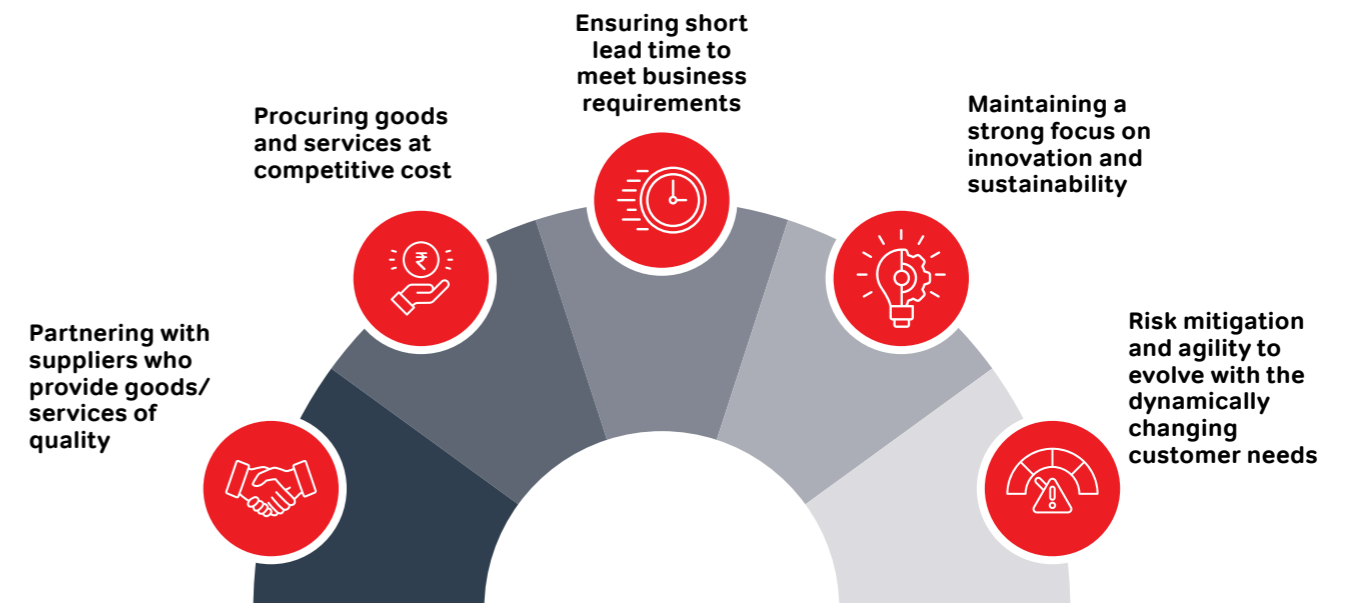 Partnering with
suppliers who
provide goods/
services of
quality
Procuring goods
and services at
competitive cost
₹
Ensuring short
lead time to
meet business
requirements
Maintaining a
strong focus on
innovation and
sustainability
Risk mitigation
and agility to
evolve with the
dynamically
changing
customer needs